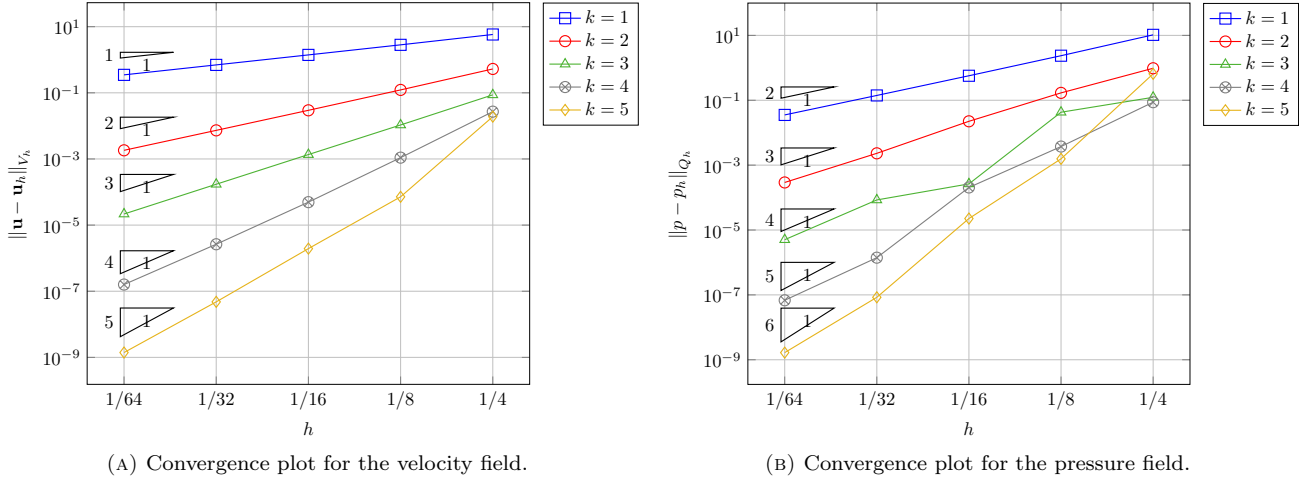 10^1
10^{-1}
10^{-3}
10^{-5}
10^{-7}
10^{-9}
‖u − u_h‖_{V_h}
1
1
2
1
3
1
4
1
5
1
1/64 1/32 1/16 1/8 1/4
h
k = 1
k = 2
k = 3
k = 4
k = 5
(A) Convergence plot for the velocity field.
10^1
10^{-1}
10^{-3}
10^{-5}
10^{-7}
10^{-9}
‖p − p_h‖_{Q_h}
2
1
3
1
4
1
5
1
6
1
1/64 1/32 1/16 1/8 1/4
h
k = 1
k = 2
k = 3
k = 4
k = 5
(B) Convergence plot for the pressure field.